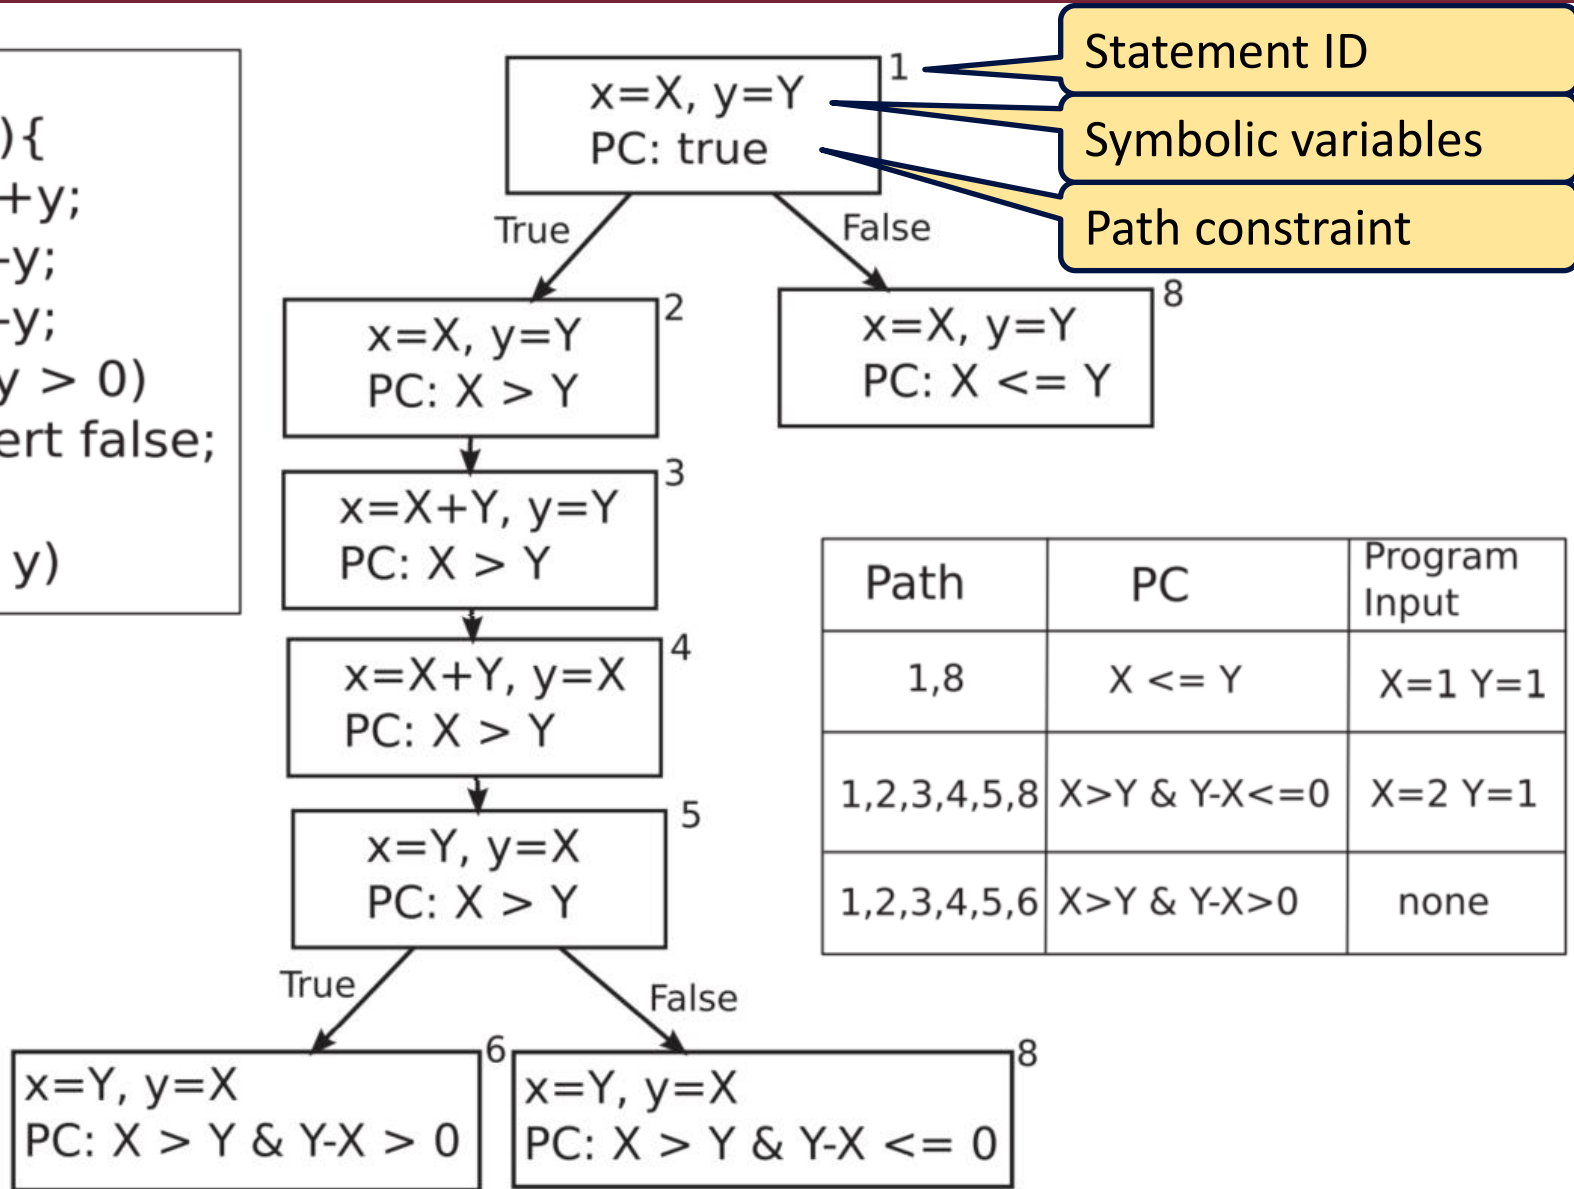 ){
+y;
-y;
-y;
y > 0)
ert false;
y)
x=X, y=Y
PC: true
1
Statement ID
Symbolic variables
Path constraint
True
False
x=X, y=Y
PC: X > Y
2
x=X, y=Y
PC: X <= Y
8
x=X+Y, y=Y
PC: X > Y
3
x=X+Y, y=X
PC: X > Y
4
x=Y, y=X
PC: X > Y
5
True
False
x=Y, y=X
PC: X > Y & Y-X > 0
6
x=Y, y=X
PC: X > Y & Y-X <= 0
8
Path PC Program
Input
1,8 X <= Y X=1 Y=1
1,2,3,4,5,8 X>Y & Y-X<=0 X=2 Y=1
1,2,3,4,5,6 X>Y & Y-X>0 none